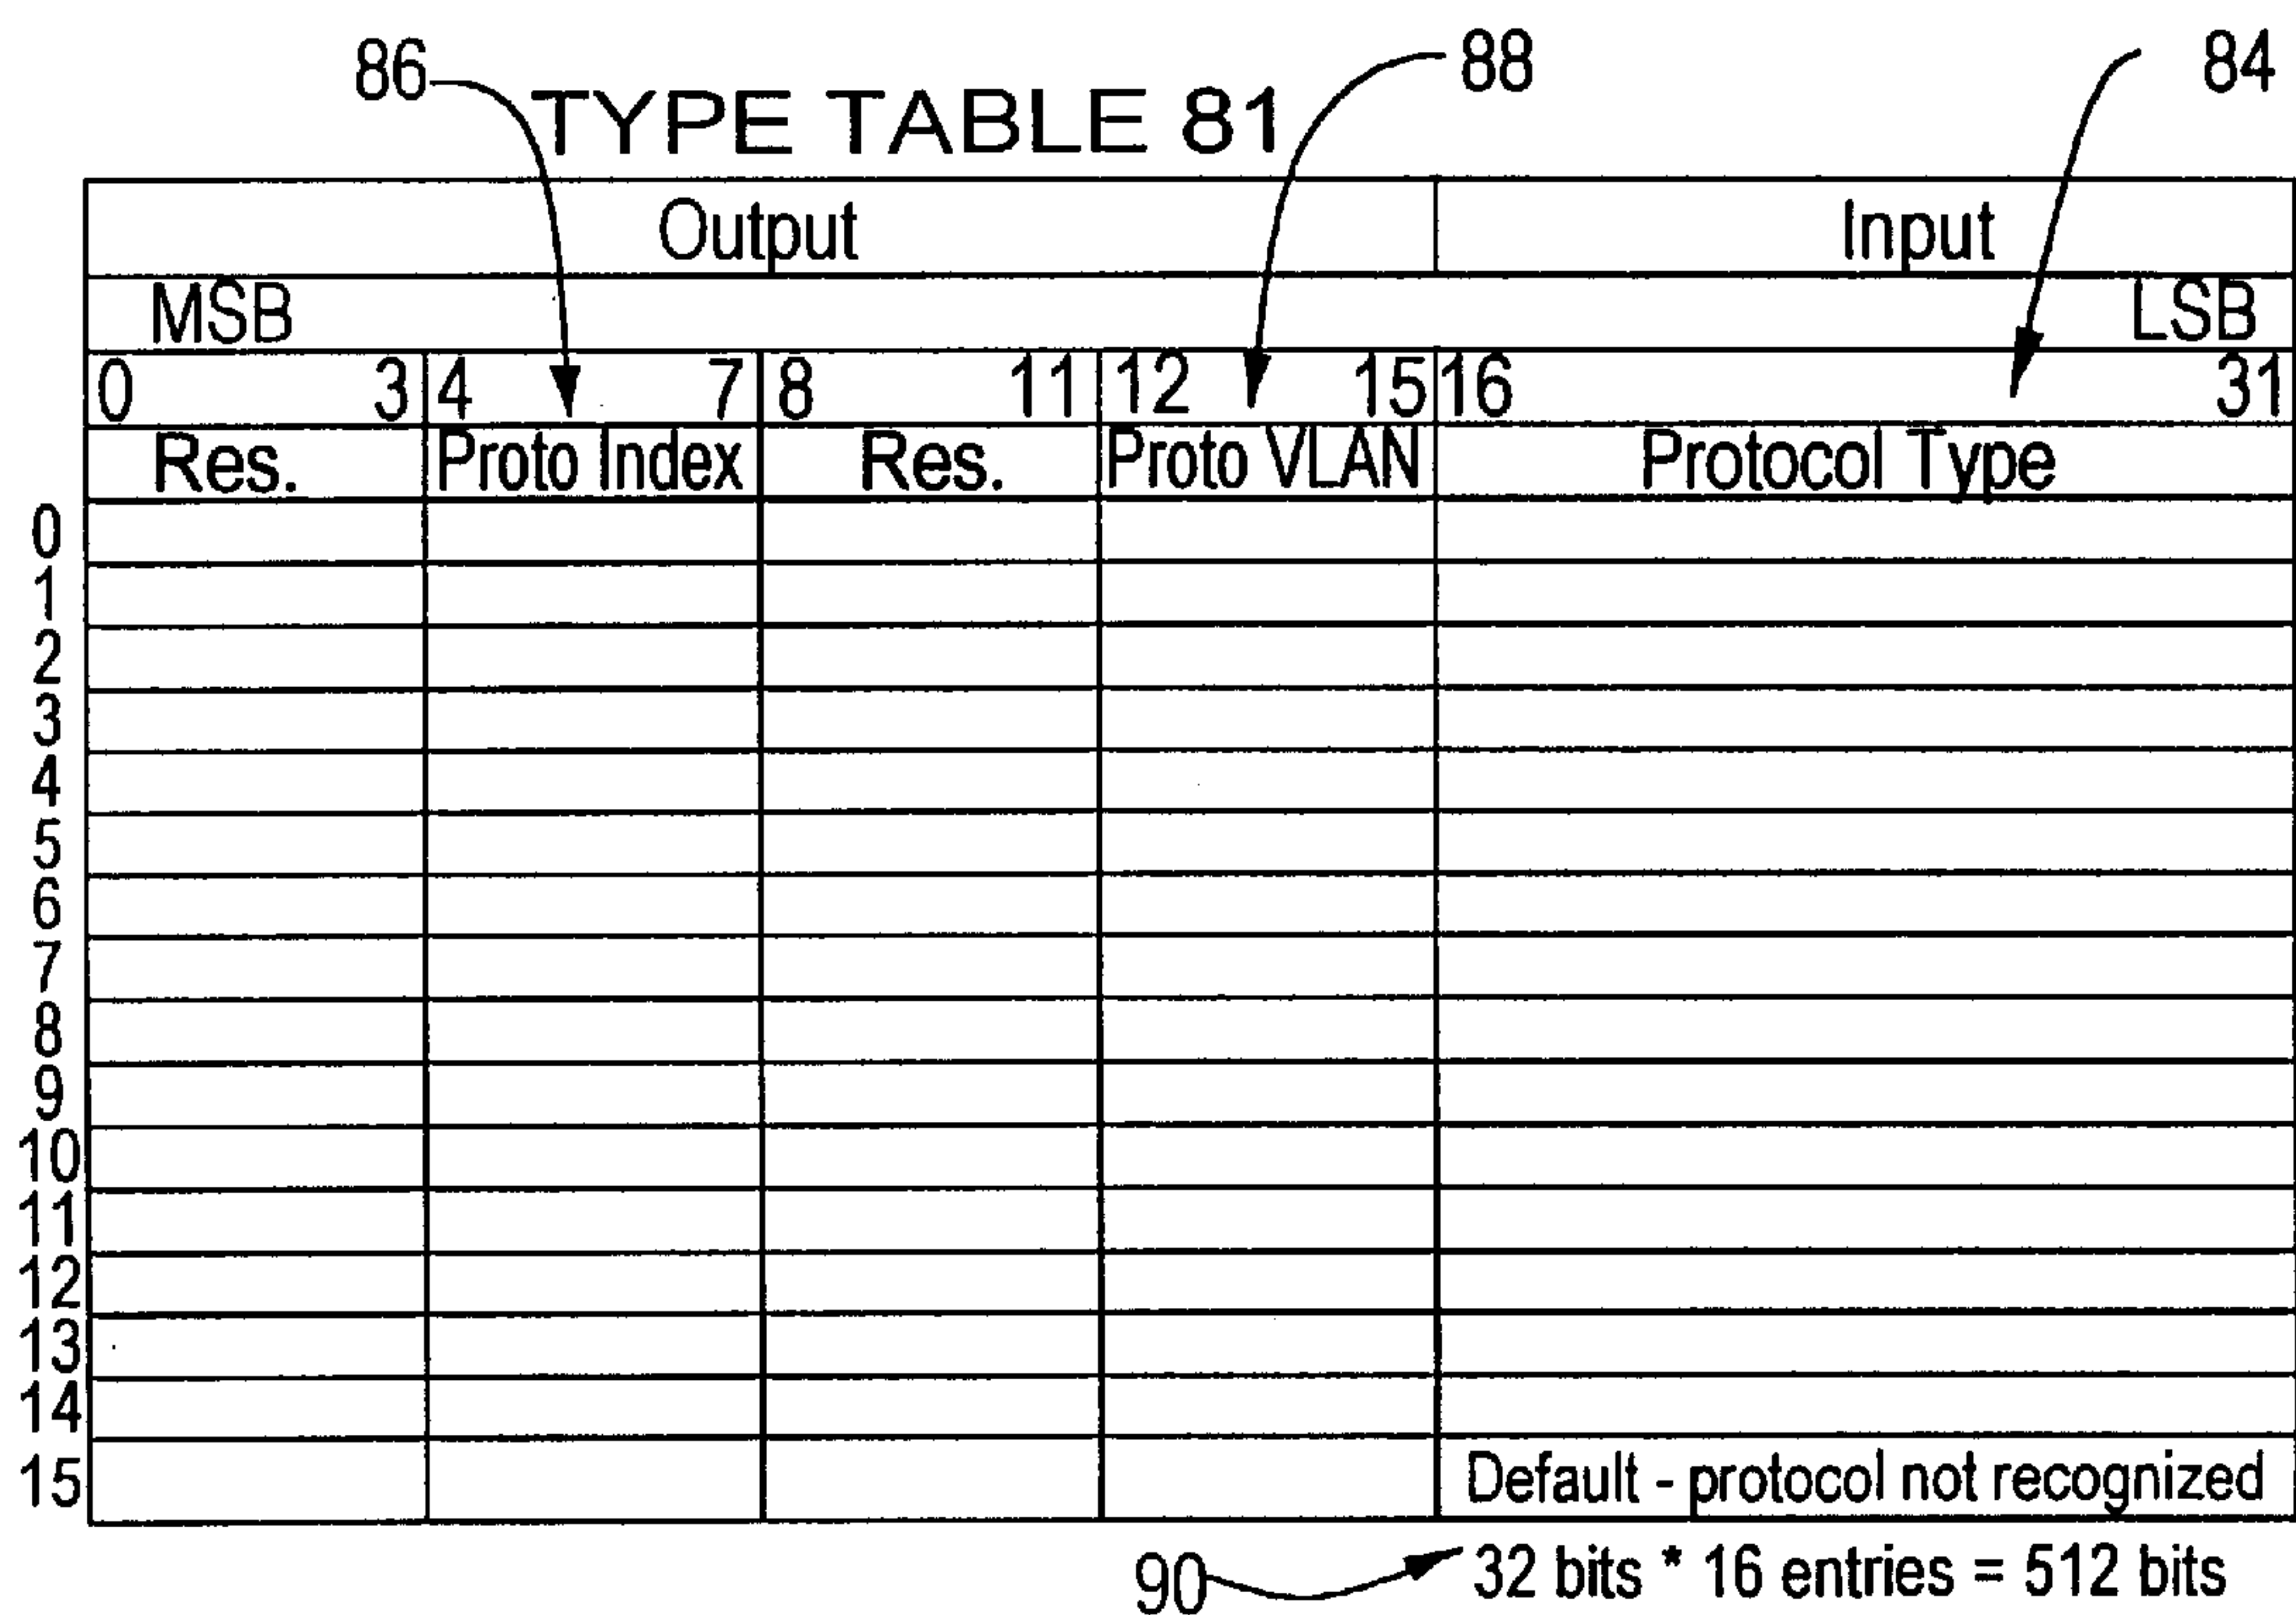 86 88 84
TYPE TABLE 81
Output Input
MSB LSB
0 3 4 7 8 11 12 15 16 31
Res. Proto Index Res. Proto VLAN Protocol Type
0
1
2
3
4
5
6
7
8
9
10
11
12
13
14
15 Default - protocol not recognized
90 32 bits * 16 entries = 512 bits